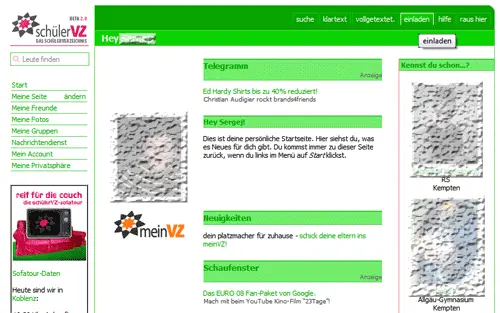 BETA 2.0
schülerVZ
DAS SCHÜLERVERZEICHNIS
suche klartext vollgetextet. einladen hilfe raus hier
einladen
Hey
Leute finden
Start
Meine Seite ändern
Meine Freunde
Meine Fotos
Meine Gruppen
Nachrichtendienst
Mein Account
Meine Privatsphäre
reif für die couch
die schülerVZ-sofatour
Sofatour-Daten
Heute sind wir in
Koblenz:
Telegramm
Anzeige
Ed Hardy Shirts bis zu 40% reduziert!
Christian Audigier rockt brands4friends
Hey Sergej!
Dies ist deine persönliche Startseite. Hier siehst du, was
es Neues für dich gibt. Du kommst immer zu dieser Seite
zurück, wenn du links im Menü auf Start klickst.
meinVZ
Neuigkeiten
dein platzmacher für zuhause - schick deine eltern ins
meinVZ!
Schaufenster
Anzeige
Das EURO 08 Fan-Paket von Google.
Mach mit beim YouTube Kino-Film "23Tage"!
Kennst du schon...?
RS
Kempten
Allgäu-Gymnasium
Kempten